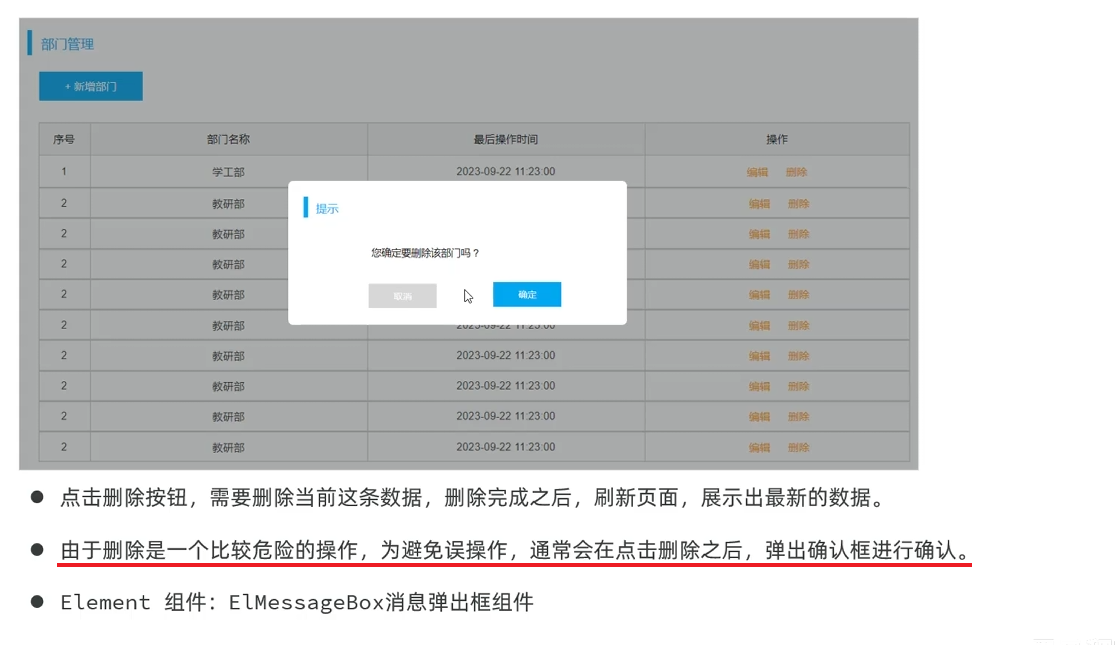 部门管理
+ 新增部门
序号 部门名称 最后操作时间 操作
1 学工部 2023-09-22 11:23:00 编辑 删除
2 教研部 编辑 删除
提示
2 教研部 编辑 删除
您确定要删除该部门吗？
2 教研部 编辑 删除
2 教研部 编辑 删除
取消 确定
2 教研部 2023-09-22 11:23:00 编辑 删除
2 教研部 2023-09-22 11:23:00 编辑 删除
2 教研部 2023-09-22 11:23:00 编辑 删除
2 教研部 2023-09-22 11:23:00 编辑 删除
2 教研部 2023-09-22 11:23:00 编辑 删除
● 点击删除按钮，需要删除当前这条数据，删除完成之后，刷新页面，展示出最新的数据。
● 由于删除是一个比较危险的操作，为避免误操作，通常会在点击删除之后，弹出确认框进行确认。
● Element 组件：ElMessageBox消息弹出框组件